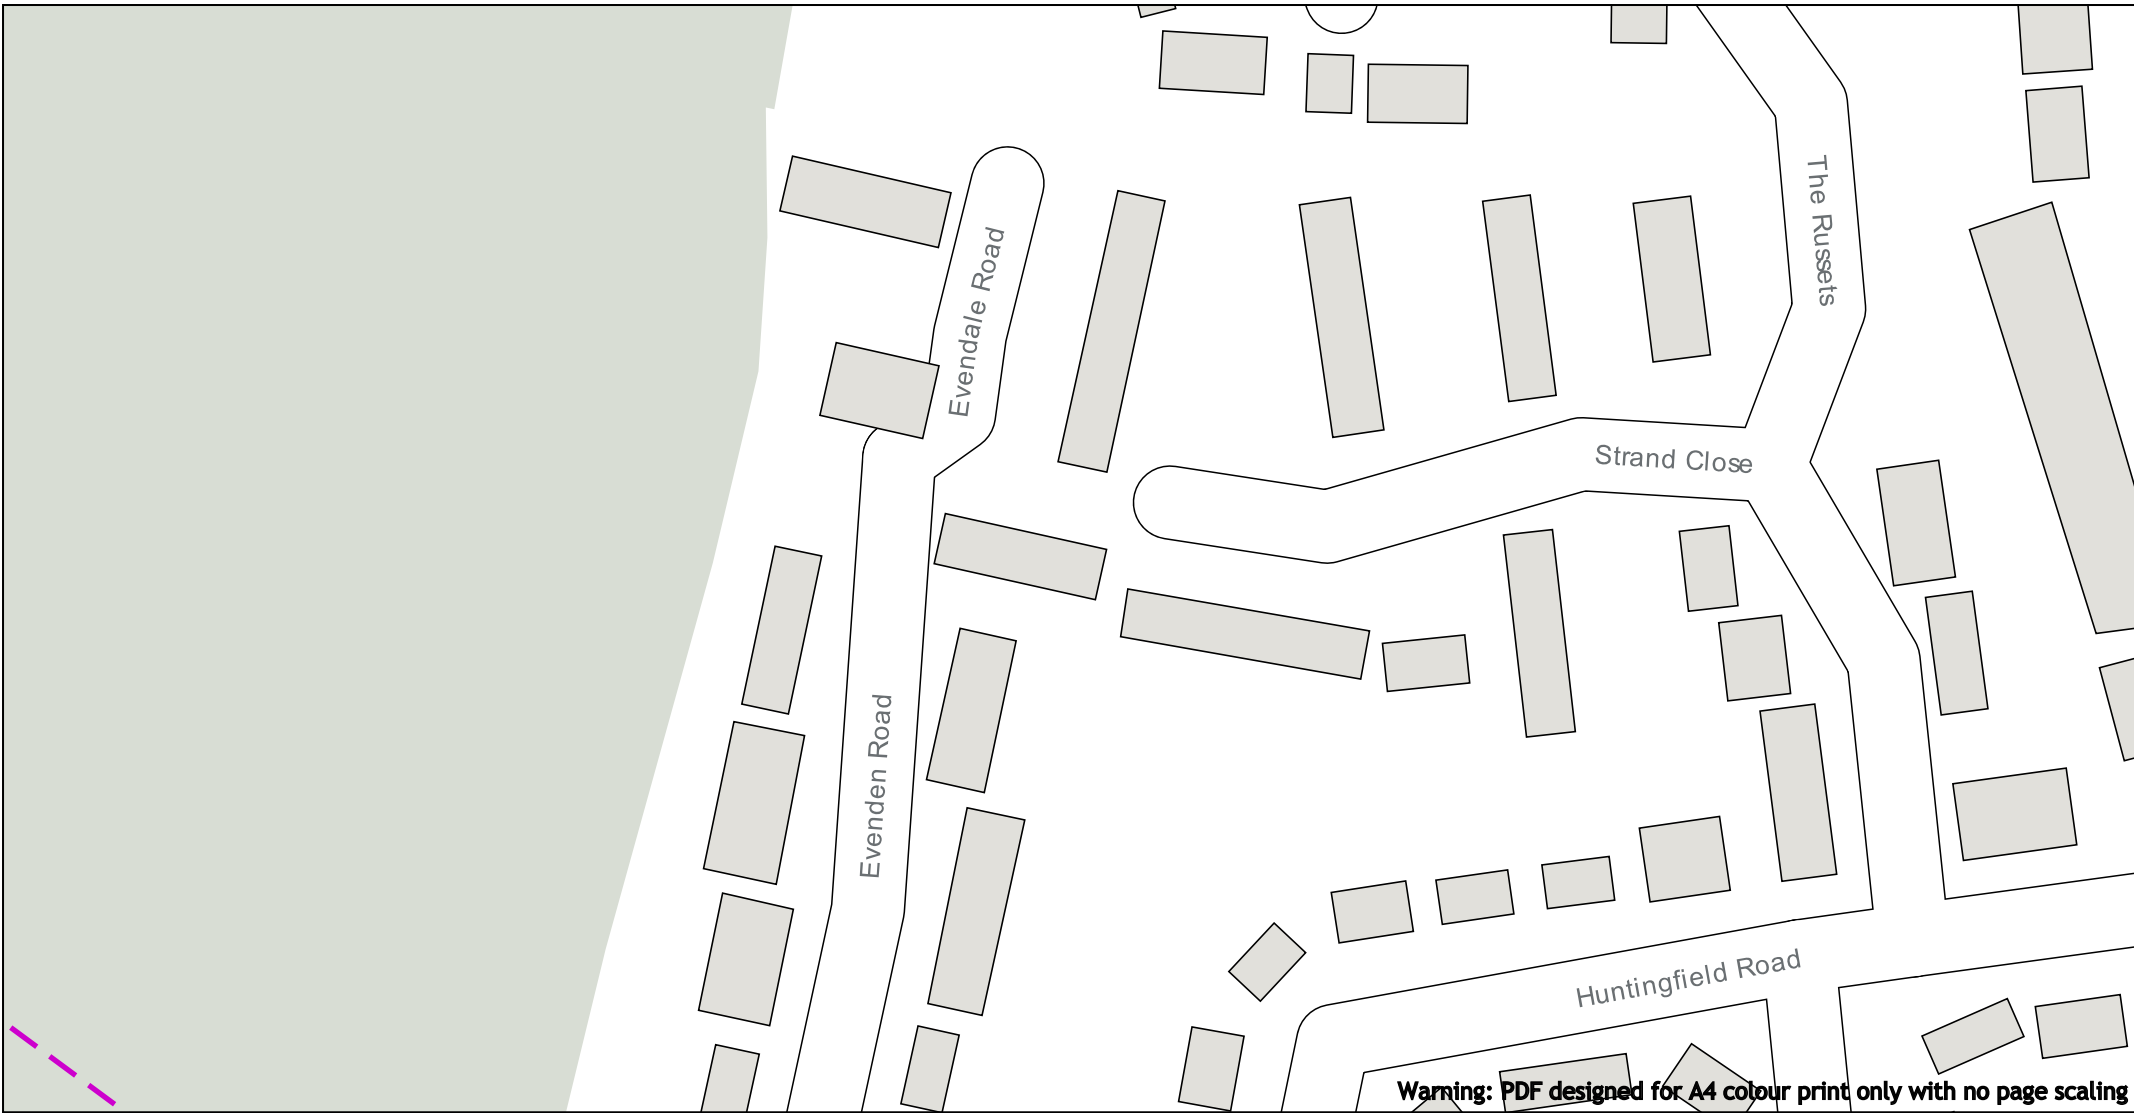 The Russets
Evendale Road
Strand Close
Evenden Road
Huntingfield Road
Warning: PDF designed for A4 colour print only with no page scaling